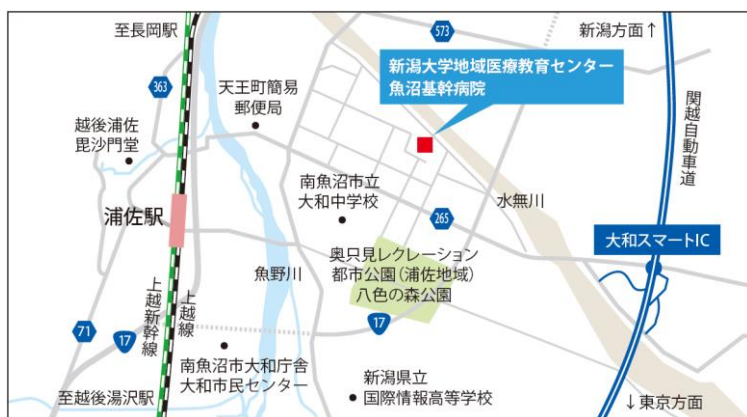 至長岡駅
573
新潟方面↑
新潟大学地域医療教育センター
魚沼基幹病院
363
天王町簡易
郵便局
関越自動車道
越後浦佐
毘沙門堂
南魚沼市立
大和中学校
水無川
浦佐駅
265
大和スマートIC
奥只見レクレーション
都市公園(浦佐地域)
八色の森公園
魚野川
上越新幹線
上越線
71
17
17
南魚沼市大和庁舎
大和市民センター
新潟県立
国際情報高等学校
至越後湯沢駅
↓東京方面